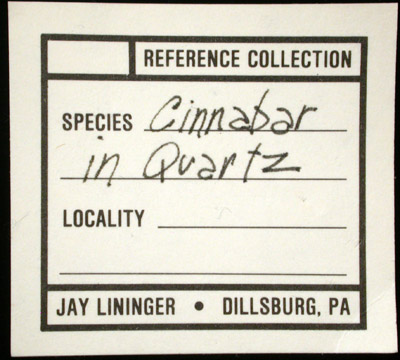 REFERENCE COLLECTION
SPECIES Cinnabar
in Quartz
LOCALITY
JAY LININGER • DILLSBURG, PA